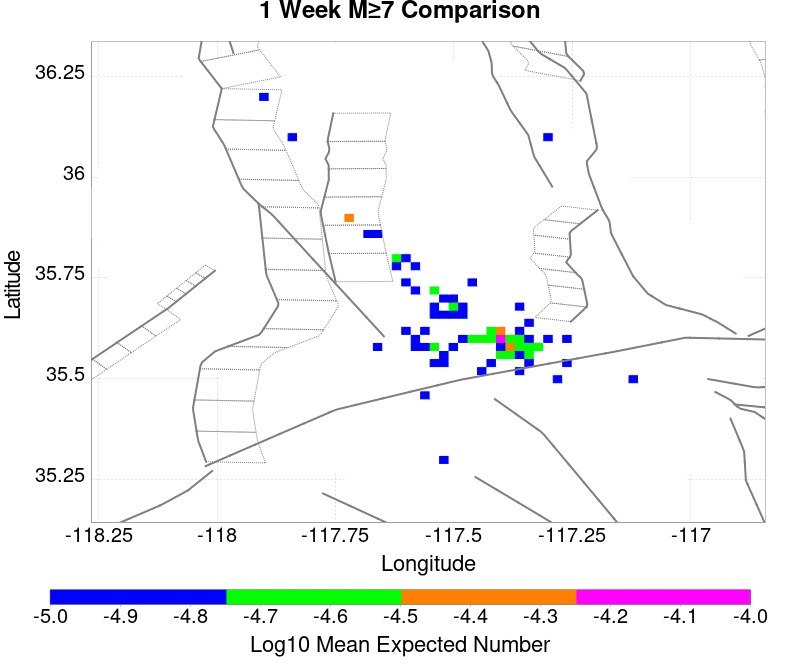 1 Week M≥7 Comparison
36.25
36
35.75
35.5
35.25
Latitude
-118.25 -118 -117.75 -117.5 -117.25 -117
Longitude
-5.0 -4.9 -4.8 -4.7 -4.6 -4.5 -4.4 -4.3 -4.2 -4.1 -4.0
Log10 Mean Expected Number